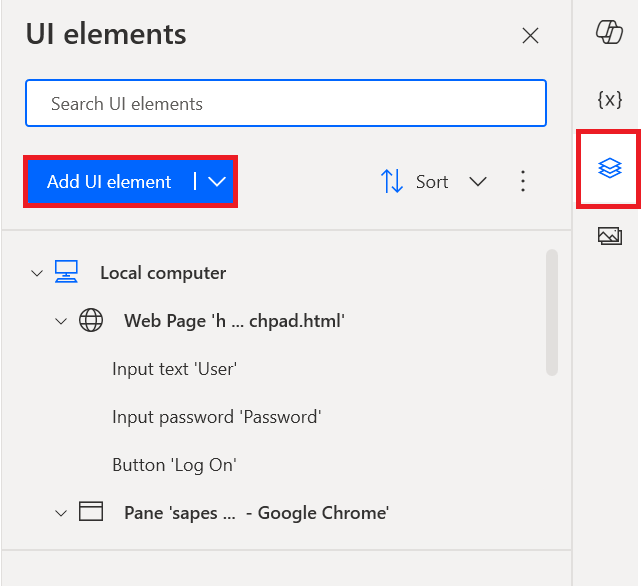 UI elements
Search UI elements
Add UI element
Sort
{x}
Local computer
Web Page 'h ... chpad.html'
Input text 'User'
Input password 'Password'
Button 'Log On'
Pane 'sapes ...  - Google Chrome'